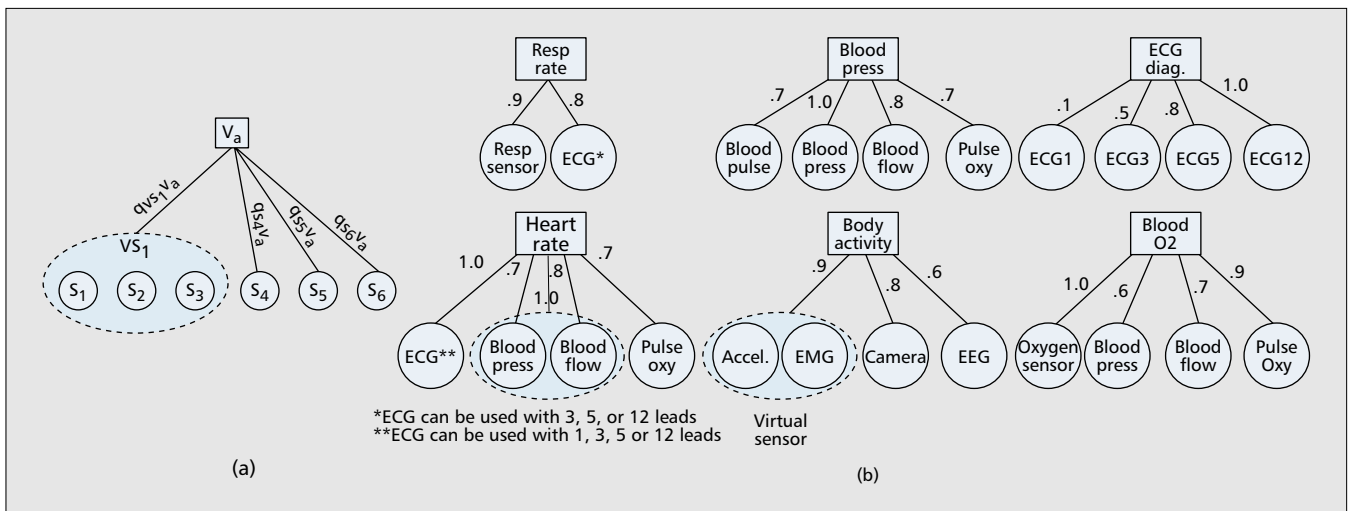 Va
qvs1va
qs4va
qs5va
qs6va
VS1
S1
S2
S3
S4
S5
S6
(a)
Resp
rate
.9
.8
Resp
sensor
ECG*
Blood
press
.7
1.0
.8
.7
Blood
pulse
Blood
press
Blood
flow
Pulse
oxy
ECG
diag.
.1
.5
.8
1.0
ECG1
ECG3
ECG5
ECG12
Heart
rate
1.0
.7
.8
.7
1.0
ECG**
Blood
press
Blood
flow
Pulse
oxy
Body
activity
.9
.8
.6
Accel.
EMG
Camera
EEG
Virtual
sensor
Blood
O2
1.0
.6
.7
.9
Oxygen
sensor
Blood
press
Blood
flow
Pulse
Oxy
*ECG can be used with 3, 5, or 12 leads
**ECG can be used with 1, 3, 5 or 12 leads
(b)